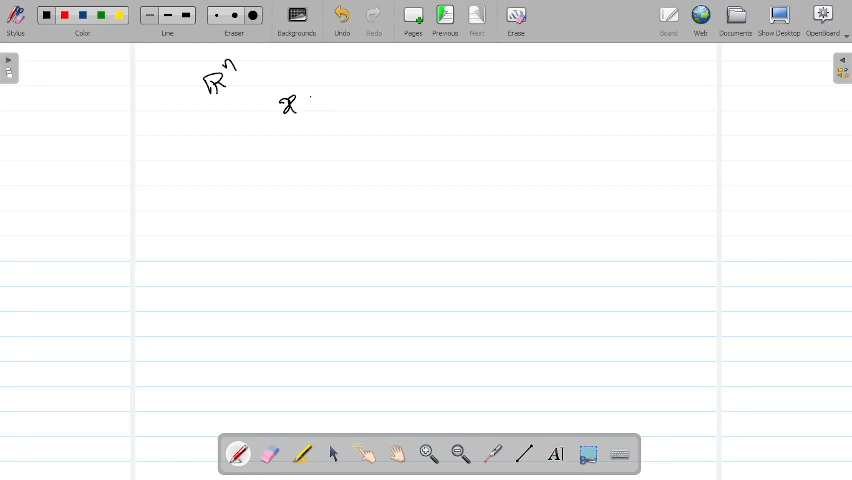 Stylus Color Line Eraser Backgrounds Undo Redo Pages Previous Next Erase Board Web Documents Show Desktop OpenBoard
ℝⁿ
x
A